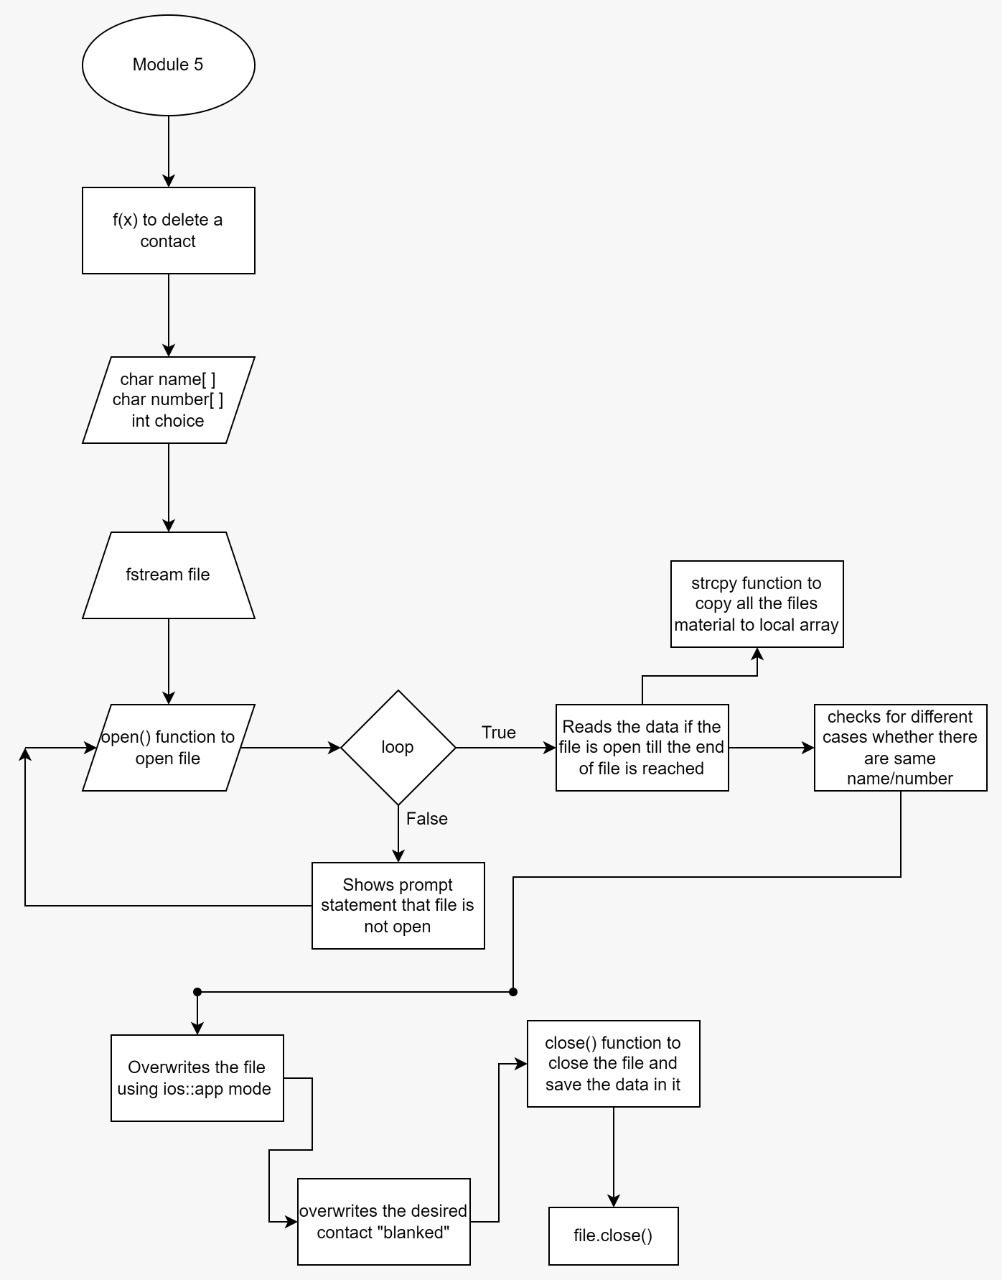 Module 5
f(x) to delete a
contact
char name[ ]
char number[ ]
int choice
fstream file
open() function to
open file
loop
True
False
Shows prompt
statement that file is
not open
Reads the data if the
file is open till the end
of file is reached
strcpy function to
copy all the files
material to local array
checks for different
cases whether there
are same
name/number
Overwrites the file
using ios::app mode
overwrites the desired
contact "blanked"
close() function to
close the file and
save the data in it
file.close()